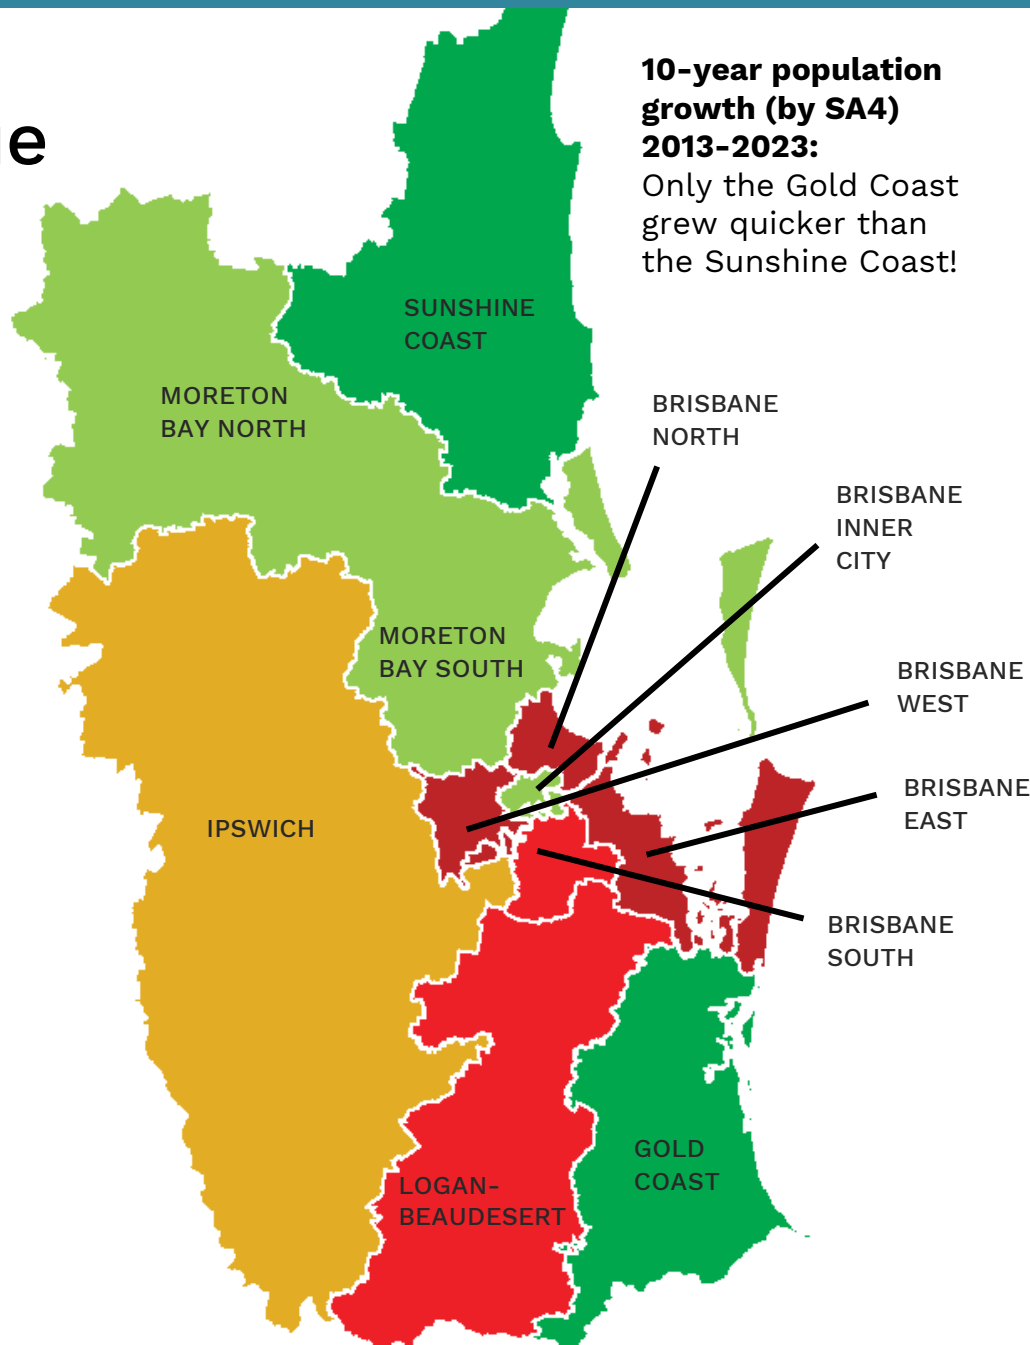 10-year population
growth (by SA4)
2013-2023:
Only the Gold Coast
grew quicker than
the Sunshine Coast!
SUNSHINE
COAST
MORETON
BAY NORTH
BRISBANE
NORTH
BRISBANE
INNER
CITY
MORETON
BAY SOUTH
BRISBANE
WEST
BRISBANE
EAST
IPSWICH
BRISBANE
SOUTH
GOLD
COAST
LOGAN-
BEAUDESERT